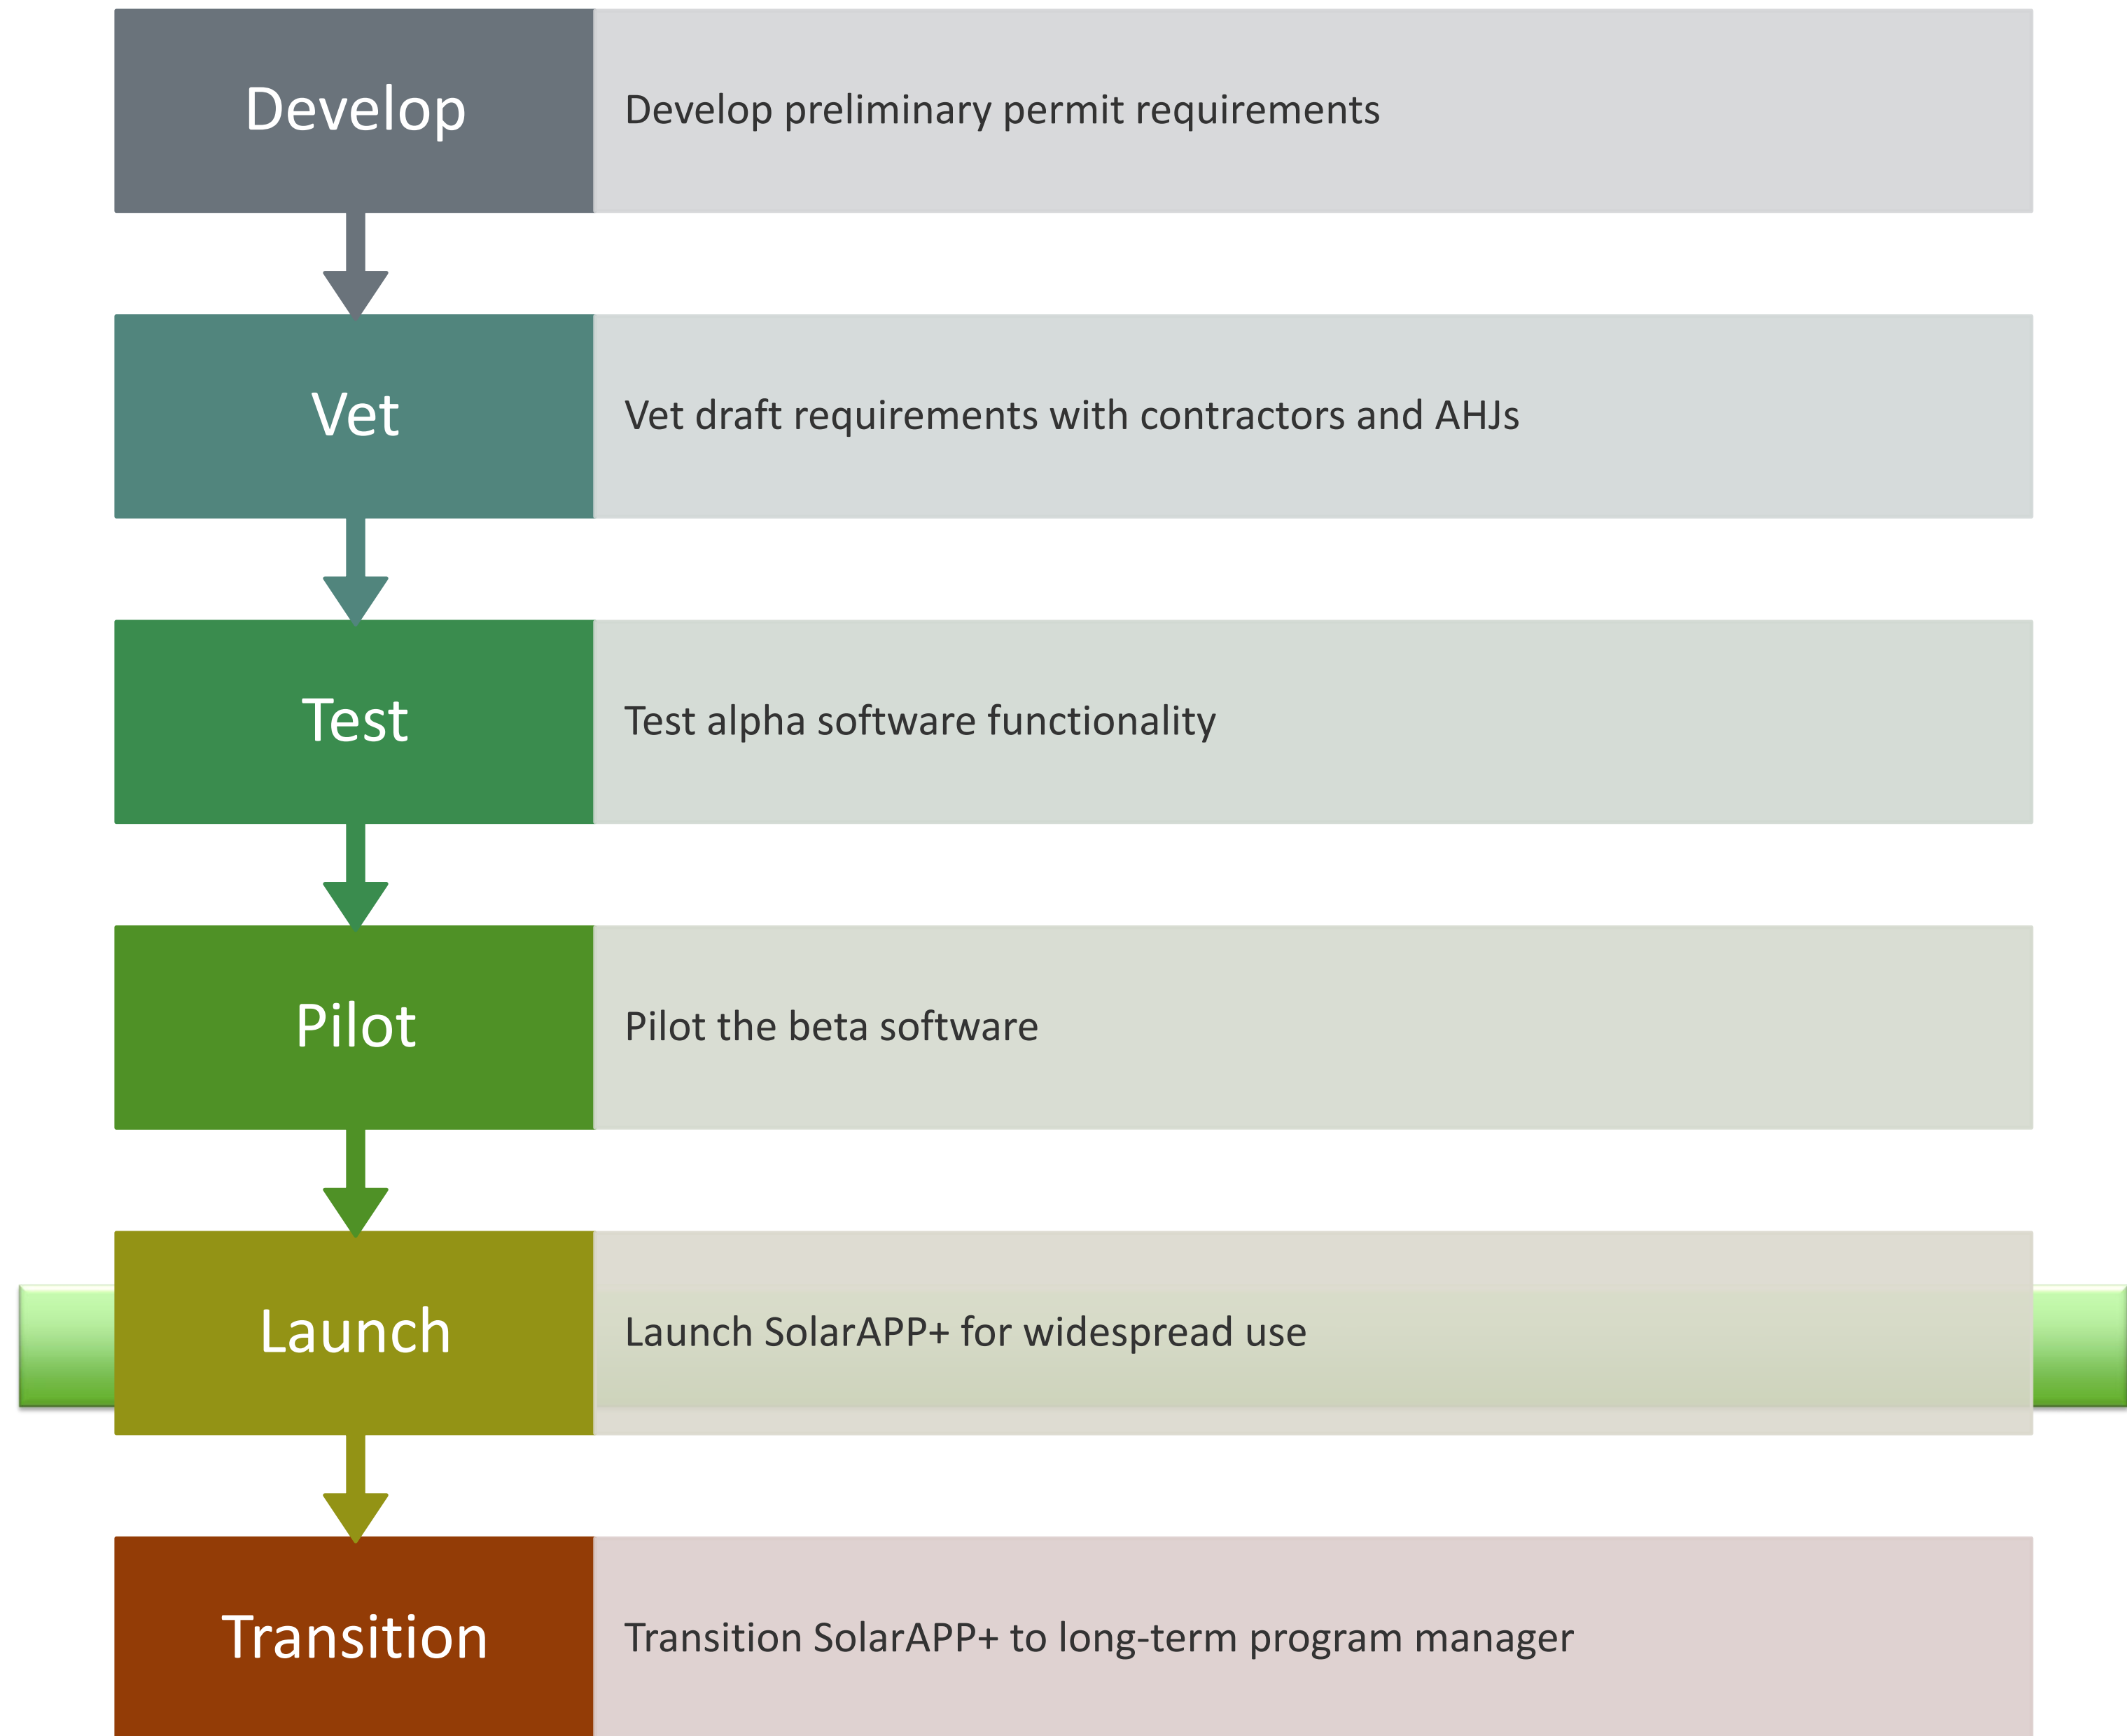 Develop
Develop preliminary permit requirements
Vet
Vet draft requirements with contractors and AHJs
Test
Test alpha software functionality
Pilot
Pilot the beta software
Launch
Launch SolarAPP+ for widespread use
Transition
Transition SolarAPP+ to long-term program manager